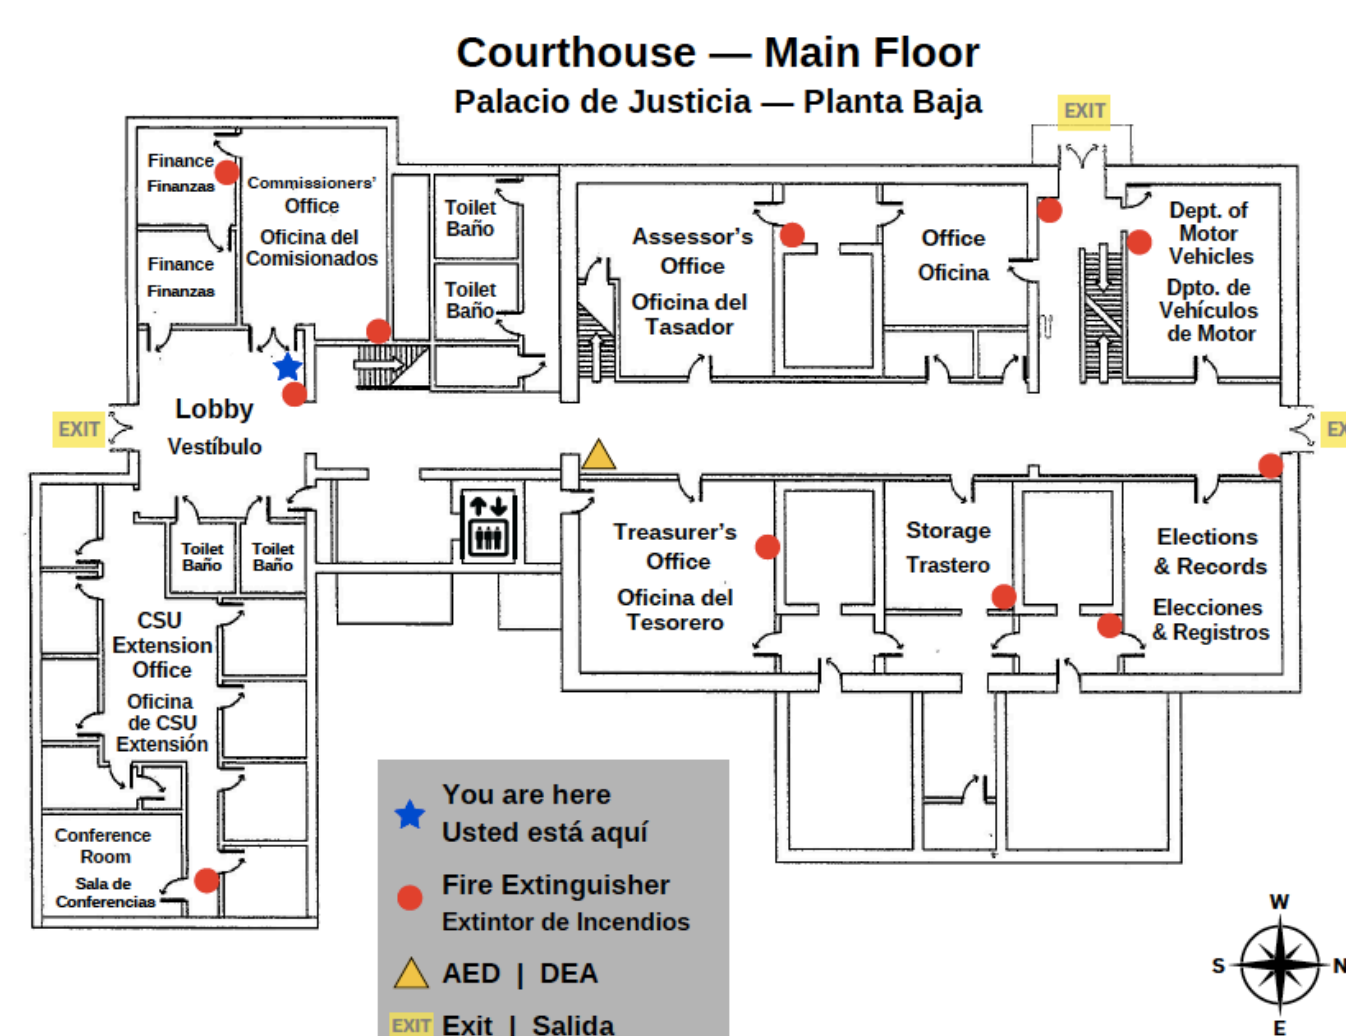 Courthouse — Main Floor
Palacio de Justicia — Planta Baja
EXIT
Finance
Finanzas
Commissioners’
Office
Oficina del
Comisionados
Finance
Finanzas
Toilet
Baño
Toilet
Baño
Assessor’s
Office
Oficina del
Tasador
Office
Oficina
Dept. of
Motor
Vehicles
Dpto. de
Vehículos
de Motor
EXIT
Lobby
Vestíbulo
EX
Toilet
Baño
Toilet
Baño
Treasurer’s
Office
Oficina del
Tesorero
Storage
Trastero
Elections
& Records
Elecciones
& Registros
CSU
Extension
Office
Oficina
de CSU
Extensión
Conference
Room
Sala de
Conferencias
You are here
Usted está aquí
Fire Extinguisher
Extintor de Incendios
AED | DEA
EXIT Exit | Salida
W
S N
E